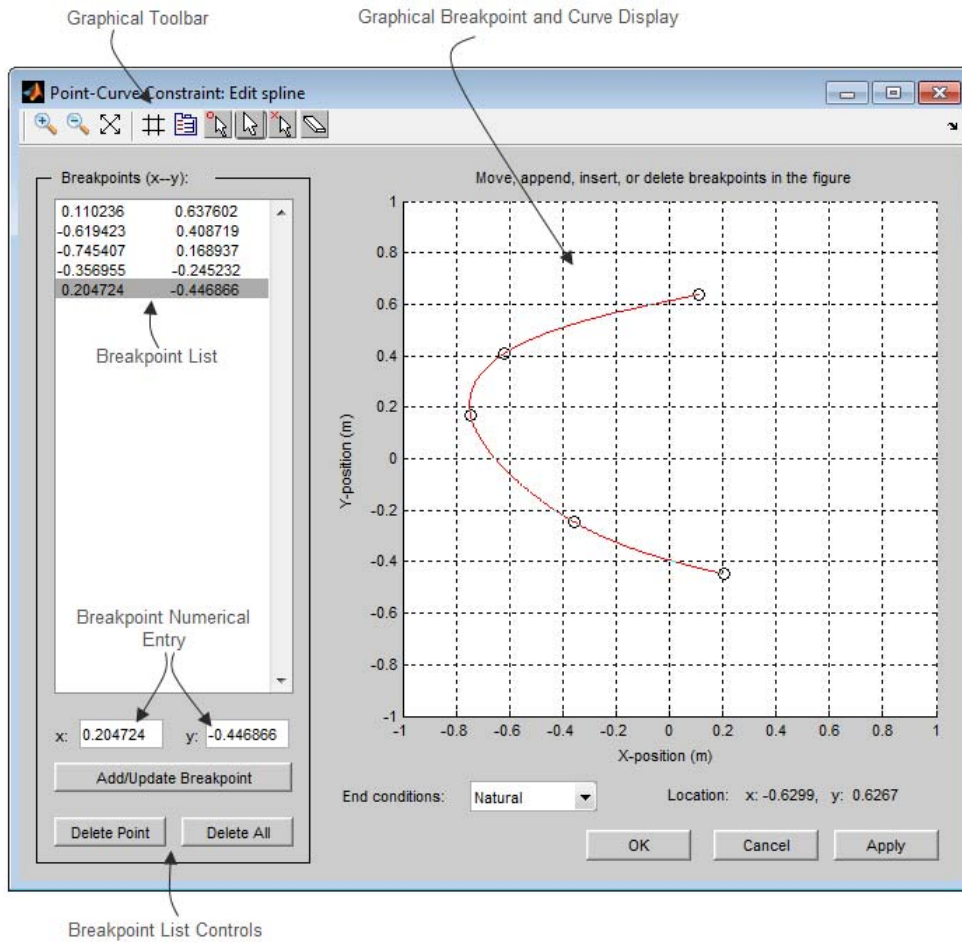 Graphical Toolbar
Graphical Breakpoint and Curve Display
Point-Curve Constraint: Edit spline
Breakpoints (x--y):
0.110236 0.637602
-0.619423 0.408719
-0.745407 0.168937
-0.356955 -0.245232
0.204724 -0.446866
Breakpoint List
Breakpoint Numerical
Entry
x: 0.204724 y: -0.446866
Add/Update Breakpoint
Delete Point Delete All
Breakpoint List Controls
Move, append, insert, or delete breakpoints in the figure
1
0.8
0.6
0.4
0.2
0
-0.2
-0.4
-0.6
-0.8
-1
Y-position (m)
-1 -0.8 -0.6 -0.4 -0.2 0 0.2 0.4 0.6 0.8 1
X-position (m)
End conditions: Natural Location: x: -0.6299, y: 0.6267
OK Cancel Apply